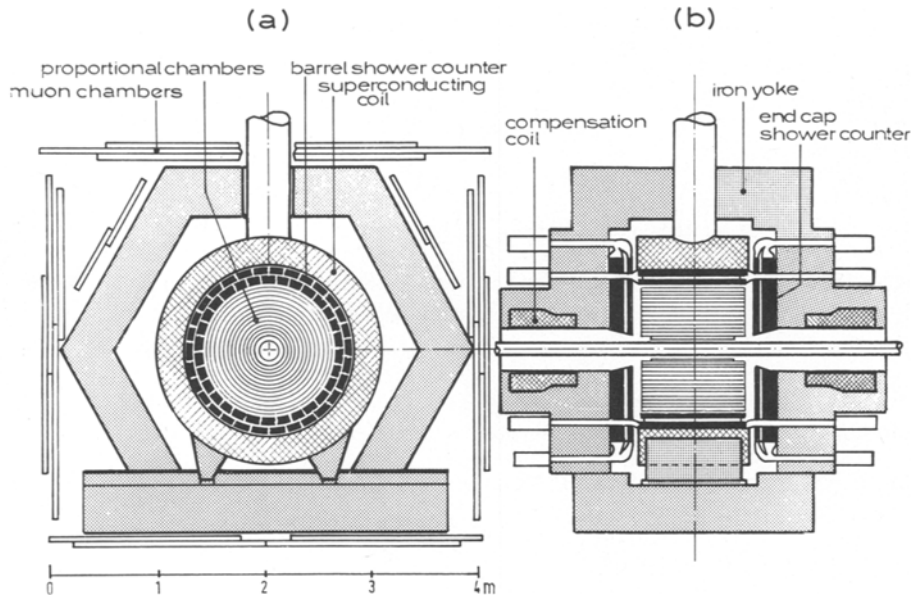 (a)
(b)
proportional chambers
muon chambers
barrel shower counter
superconducting
coil
compensation
coil
iron yoke
end cap
shower counter
0 1 2 3 4m